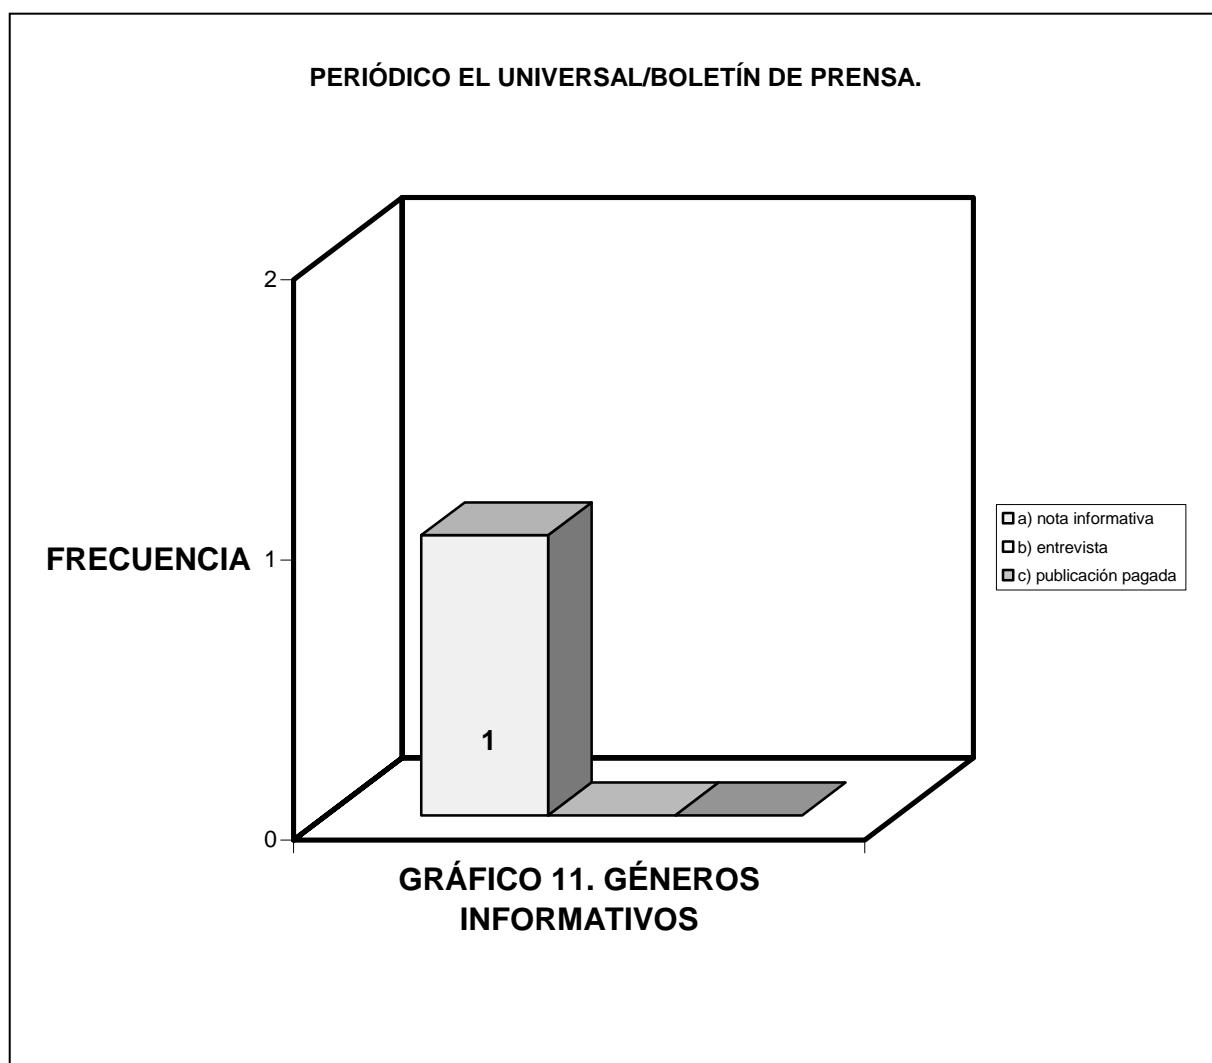 PERIÓDICO EL UNIVERSAL/BOLETÍN DE PRENSA.
2
FRECUENCIA
1
0
1
a) nota informativa
b) entrevista
c) publicación pagada
GRÁFICO 11. GÉNEROS
INFORMATIVOS